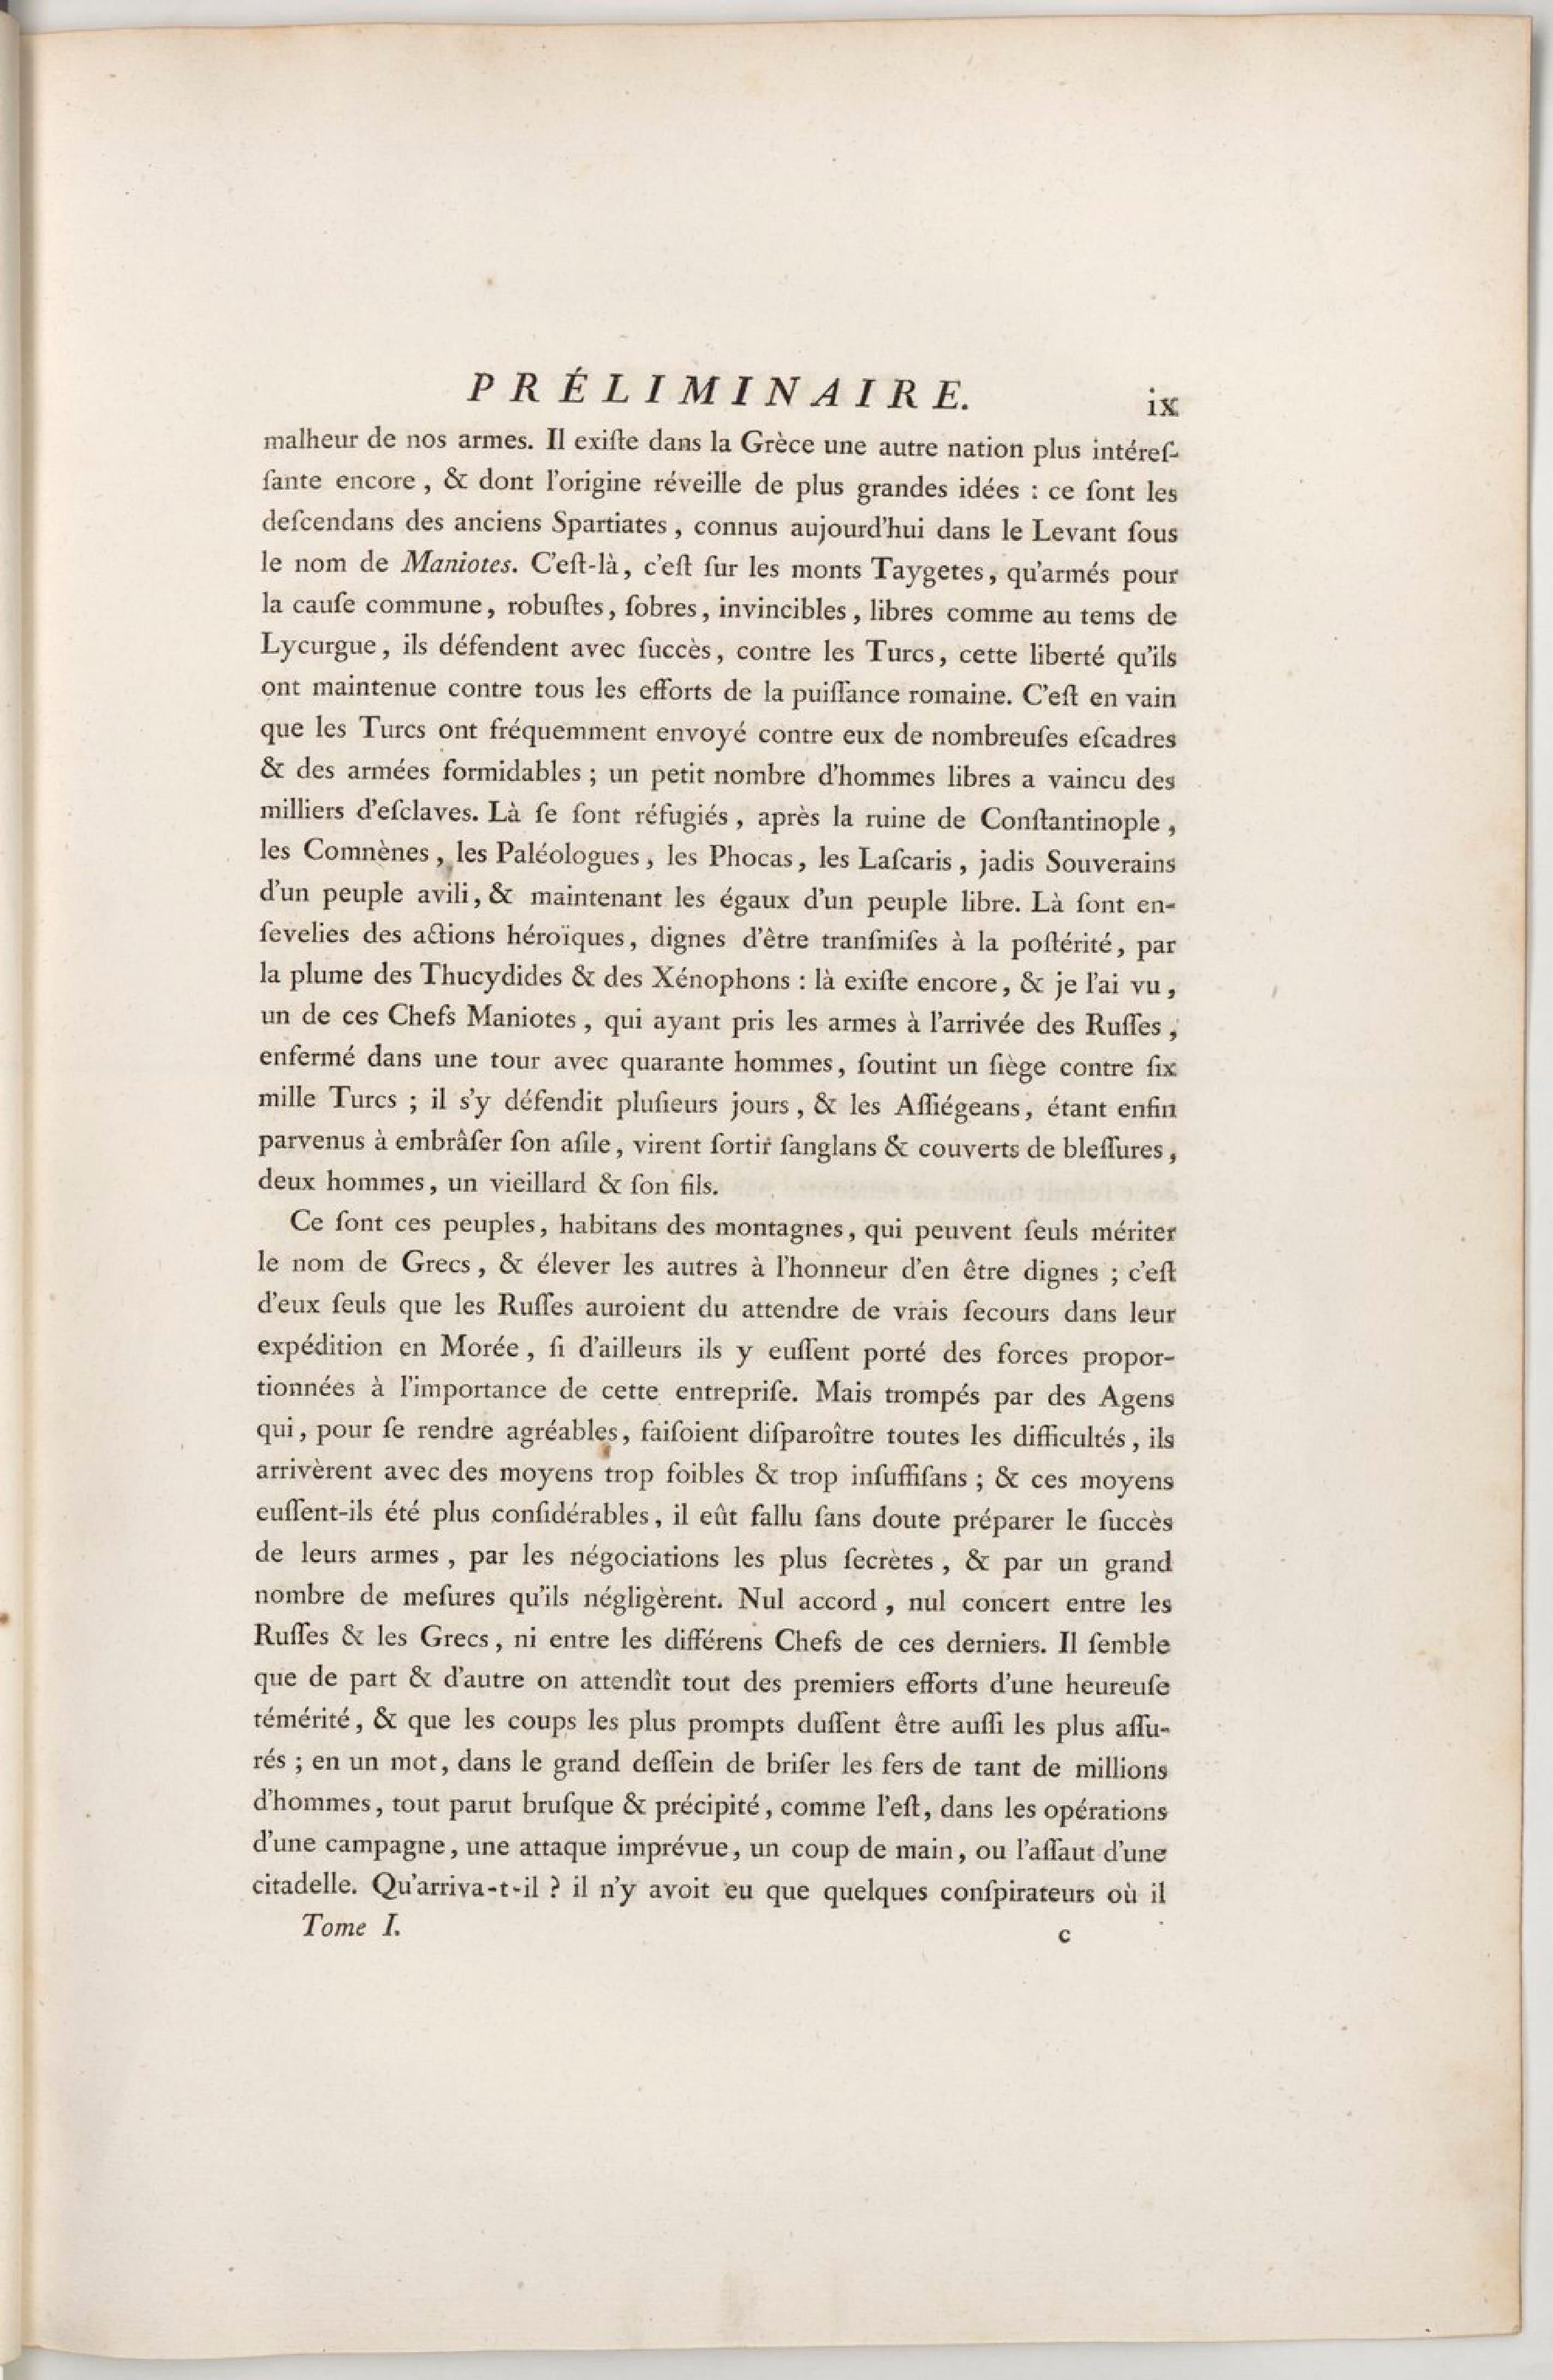 PRÉLIMINAIRE. ix
malheur de nos armes. Il exiſte dans la Grèce une autre nation plus intéreſ-
ſante encore, & dont l'origine réveille de plus grandes idées : ce ſont les
deſcendans des anciens Spartiates, connus aujourd'hui dans le Levant ſous
le nom de Maniotes. C'eſt-là, c'eſt ſur les monts Taygetes, qu'armés pour
la cauſe commune, robuſtes, ſobres, invincibles, libres comme au tems de
Lycurgue, ils défendent avec ſuccès, contre les Turcs, cette liberté qu'ils
ont maintenue contre tous les efforts de la puiſſance romaine. C'eſt en vain
que les Turcs ont fréquemment envoyé contre eux de nombreuſes eſcadres
& des armées formidables ; un petit nombre d'hommes libres a vaincu des
milliers d'eſclaves. Là ſe ſont réfugiés, après la ruine de Conſtantinople,
les Comnènes, les Paléologues, les Phocas, les Laſcaris, jadis Souverains
d'un peuple avili, & maintenant les égaux d'un peuple libre. Là ſont en-
ſevelies des actions héroïques, dignes d'être tranſmiſes à la poſtérité, par
la plume des Thucydides & des Xénophons : là exiſte encore, & je l'ai vu,
un de ces Chefs Maniotes, qui ayant pris les armes à l'arrivée des Ruſſes,
enfermé dans une tour avec quarante hommes, ſoutint un ſiège contre ſix
mille Turcs ; il s'y défendit pluſieurs jours, & les Aſſiégeans, étant enfin
parvenus à embrâſer ſon aſile, virent ſortir ſanglans & couverts de bleſſures,
deux hommes, un vieillard & ſon fils.
Ce ſont ces peuples, habitans des montagnes, qui peuvent ſeuls mériter
le nom de Grecs, & élever les autres à l'honneur d'en être dignes ; c'eſt
d'eux ſeuls que les Ruſſes auroient du attendre de vrais ſecours dans leur
expédition en Morée, ſi d'ailleurs ils y euſſent porté des forces propor-
tionnées à l'importance de cette entrepriſe. Mais trompés par des Agens
qui, pour ſe rendre agréables, faiſoient diſparoître toutes les difficultés, ils
arrivèrent avec des moyens trop foibles & trop inſuffiſans ; & ces moyens
euſſent-ils été plus conſidérables, il eût fallu ſans doute préparer le ſuccès
de leurs armes, par les négociations les plus ſecrètes, & par un grand
nombre de meſures qu'ils négligèrent. Nul accord, nul concert entre les
Ruſſes & les Grecs, ni entre les différens Chefs de ces derniers. Il ſemble
que de part & d'autre on attendît tout des premiers efforts d'une heureuſe
témérité, & que les coups les plus prompts duſſent être auſſi les plus aſſu-
rés ; en un mot, dans le grand deſſein de briſer les fers de tant de millions
d'hommes, tout parut bruſque & précipité, comme l'eſt, dans les opérations
d'une campagne, une attaque imprévue, un coup de main, ou l'aſſaut d'une
citadelle. Qu'arriva-t-il ? il n'y avoit eu que quelques conſpirateurs où il
Tome I. c